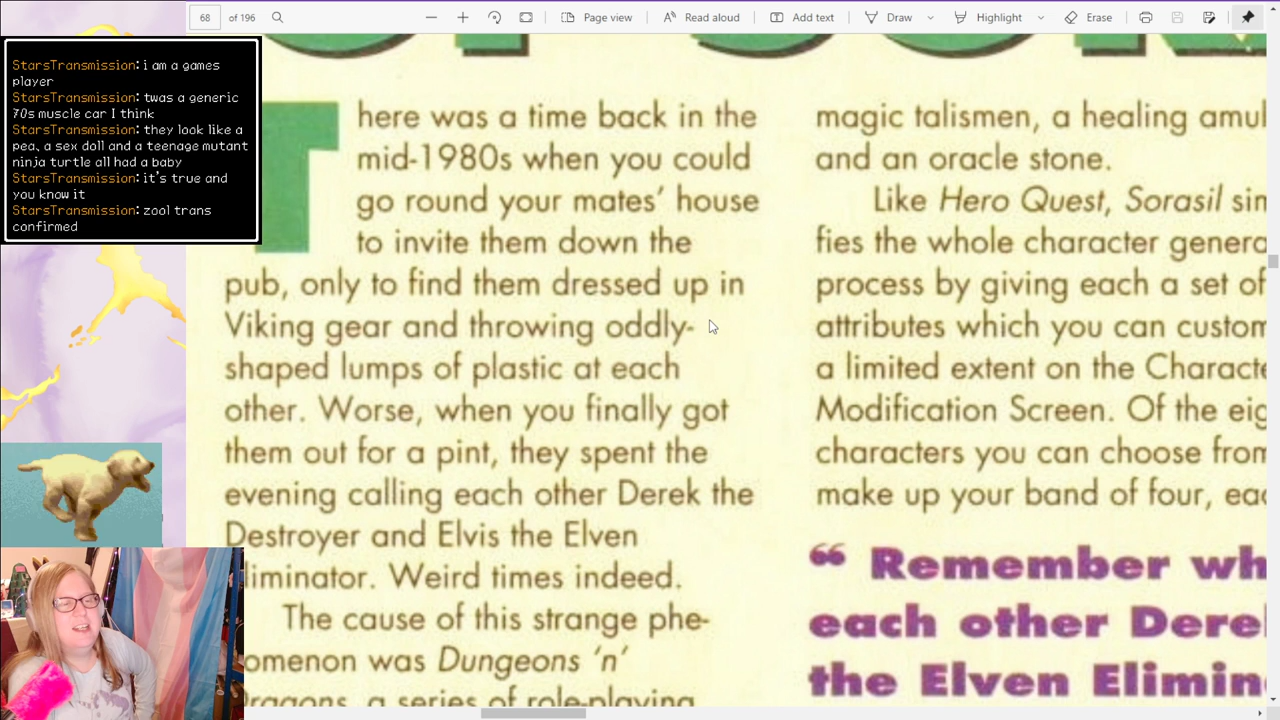 68 of 196
Page view
Read aloud
Add text
Draw
Highlight
Erase
StarsTransmission: i am a games
player
StarsTransmission: twas a generic
70s muscle car I think
StarsTransmission: they look like a
pea, a sex doll and a teenage mutant
ninja turtle all had a baby
StarsTransmission: it's true and
you know it
StarsTransmission: zool trans
confirmed
There was a time back in the
mid-1980s when you could
go round your mates' house
to invite them down the
pub, only to find them dressed up in
Viking gear and throwing oddly-
shaped lumps of plastic at each
other. Worse, when you finally got
them out for a pint, they spent the
evening calling each other Derek the
Destroyer and Elvis the Elven
liminator. Weird times indeed.
The cause of this strange phe-
omenon was Dungeons 'n'
Dragons, a series of role-playing
magic talismen, a healing amul
and an oracle stone.
Like Hero Quest, Sorasil sim
fies the whole character genera
process by giving each a set of
attributes which you can custom
a limited extent on the Characte
Modification Screen. Of the eig
characters you can choose from
make up your band of four, eac
“ Remember wh
each other Derel
the Elven Elimin